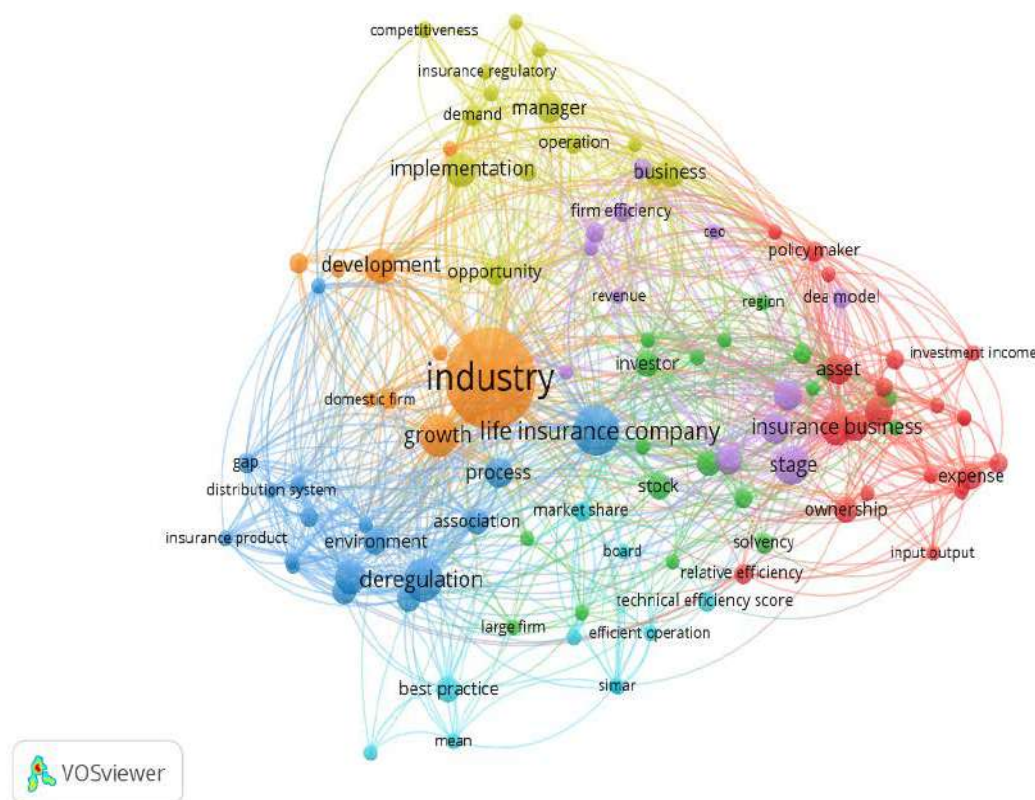 competitiveness
insurance regulatory
manager
demand
operation
implementation
business
firm efficiency
ceo
policy maker
development
opportunity
revenue
region
dea model
investor
asset
investment income
industry
domestic firm
growth
life insurance company
insurance business
gap
process
stage
distribution system
stock
expense
market share
ownership
insurance product
association
environment
board
solvency
input output
deregulation
relative efficiency
technical efficiency score
large firm
efficient operation
best practice
simar
mean
VOSviewer